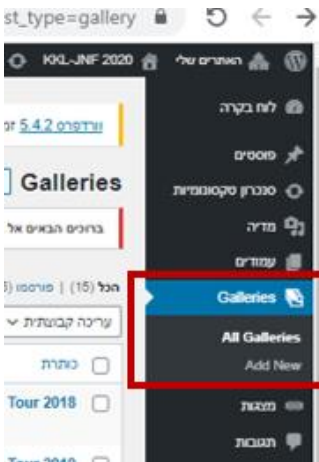 st_type=gallery
האתרים שלי
KKL-JNF 2020
לוח בקרה
פוסטים
סנכרון טקסונומיות
מדיה
עמודים
Galleries
All Galleries
Add New
מצגות
תגובות
וורדפרס 5.4.2
Galleries
ברוכים הבאים אל
הכל (15) | פורסמו
עריכה קבוצתית
כותרת
Tour 2018